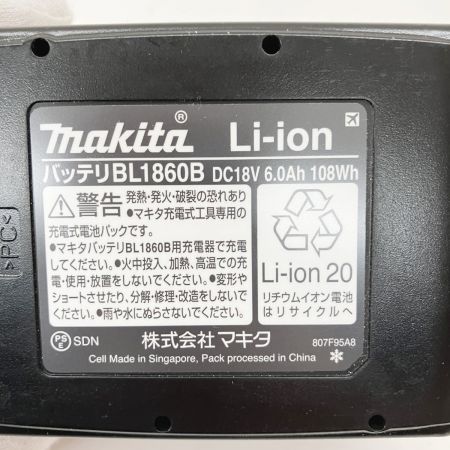 makita® Li-ion
バッテリBL1860B DC18V 6.0Ah 108Wh
⚠警告 発熱・発火・破裂の恐れあり
●マキタ充電式工具専用の
充電式電池パックです。
●マキタバッテリBL1860B用充電器で充電
してください。●火中投入、加熱、高温での充
電・使用・放置をしないでください。●変形や
ショートさせたり、分解・修理・改造をしないで
ください。●雨や水にぬらさないでください。
Li-ion 20
リチウムイオン電池
はリサイクルへ
PSE SDN 株式会社マキタ 807F95A8
Cell Made in Singapore, Pack processed in China
>PC<